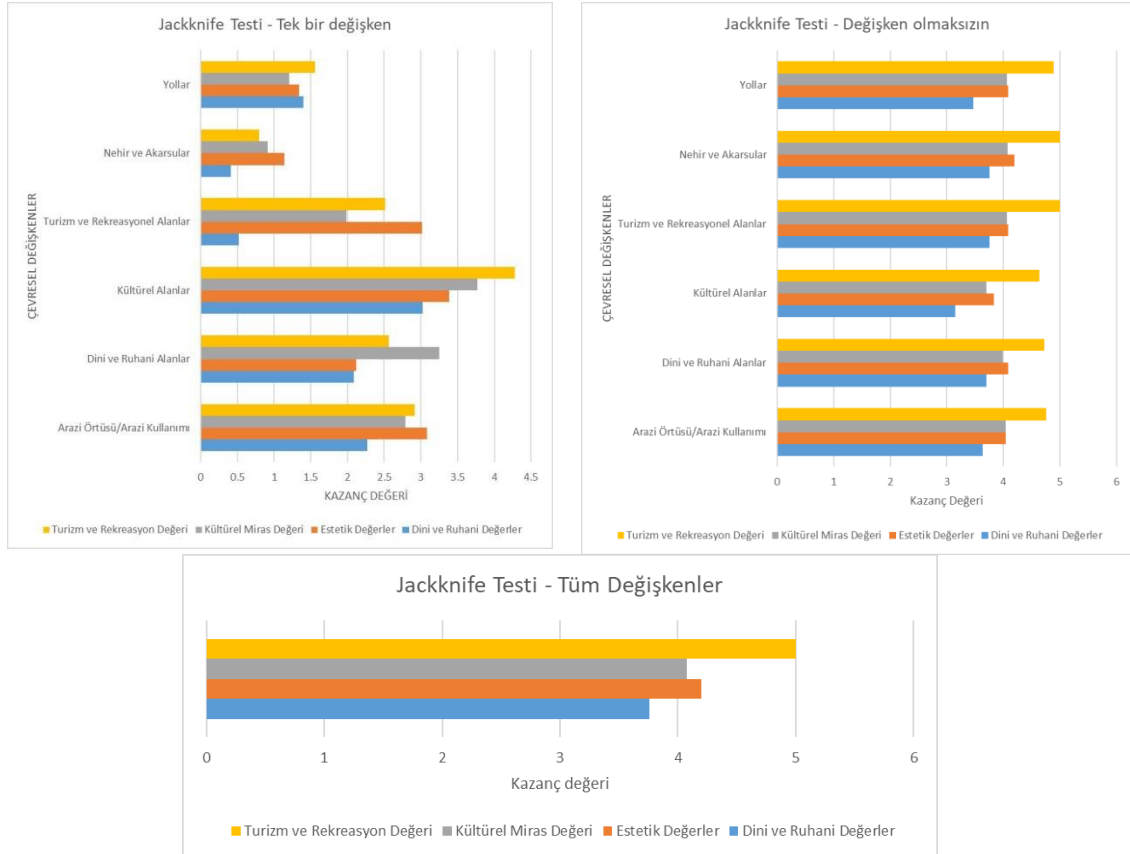 Jackknife Testi - Tek bir değişken
ÇEVRESEL DEĞİŞKENLER
Yollar
Nehir ve Akarsular
Turizm ve Rekreasyonel Alanlar
Kültürel Alanlar
Dini ve Ruhani Alanlar
Arazi Örtüsü/Arazi Kullanımı
0 0.5 1 1.5 2 2.5 3 3.5 4 4.5
KAZANÇ DEĞERİ
Turizm ve Rekreasyon Değeri Kültürel Miras Değeri Estetik Değerler Dini ve Ruhani Değerler
Jackknife Testi - Değişken olmaksızın
ÇEVRESEL DEĞİŞKENLER
Yollar
Nehir ve Akarsular
Turizm ve Rekreasyonel Alanlar
Kültürel Alanlar
Dini ve Ruhani Alanlar
Arazi Örtüsü/Arazi Kullanımı
0 1 2 3 4 5 6
Kazanç Değeri
Turizm ve Rekreasyon Değeri Kültürel Miras Değeri Estetik Değerler Dini ve Ruhani Değerler
Jackknife Testi - Tüm Değişkenler
0 1 2 3 4 5 6
Kazanç değeri
Turizm ve Rekreasyon Değeri Kültürel Miras Değeri Estetik Değerler Dini ve Ruhani Değerler